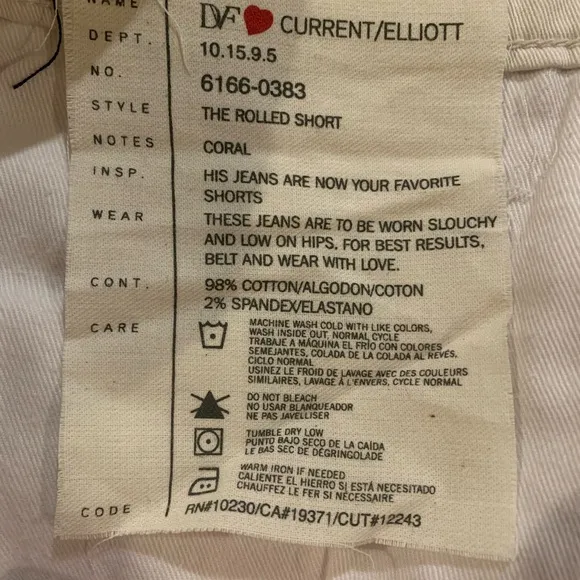 NAME DVF ❤ CURRENT/ELLIOTT
DEPT. 10.15.9.5
NO. 6166-0383
STYLE THE ROLLED SHORT
NOTES CORAL
INSP. HIS JEANS ARE NOW YOUR FAVORITE
SHORTS
WEAR THESE JEANS ARE TO BE WORN SLOUCHY
AND LOW ON HIPS. FOR BEST RESULTS,
BELT AND WEAR WITH LOVE.
CONT. 98% COTTON/ALGODON/COTON
2% SPANDEX/ELASTANO
CARE MACHINE WASH COLD WITH LIKE COLORS,
WASH INSIDE OUT, NORMAL CYCLE
TRABAJE A MÁQUINA EL FRÍO CON COLORES
SEMEJANTES, COLADA DE LA COLADA AL REVÉS,
CICLO NORMAL
USINEZ LE FROID DE LAVAGE AVEC DES COULEURS
SIMILAIRES, LAVAGE À L'ENVERS, CYCLE NORMAL
DO NOT BLEACH
NO USAR BLANQUEADOR
NE PAS JAVELLISER
TUMBLE DRY LOW
PUNTO BAJO SECO DE LA CAÍDA
LE BAS SEC DE DÉGRINGOLADE
WARM IRON IF NEEDED
CALIENTE EL HIERRO SI ESTÁ NECESITADO
CHAUFFEZ LE FER SI NÉCESSAIRE
CODE RN#10230/CA#19371/CUT#12243